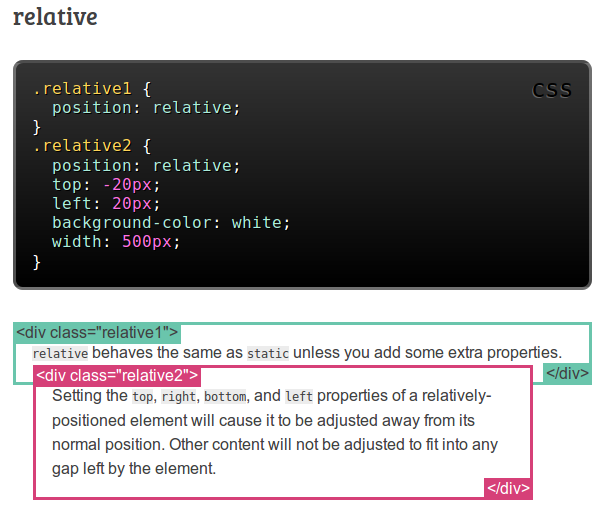 relative
CSS
.relative1 {
  position: relative;
}
.relative2 {
  position: relative;
  top: -20px;
  left: 20px;
  background-color: white;
  width: 500px;
}
<div class="relative1">
relative behaves the same as static unless you add some extra properties.
</div>
<div class="relative2">
Setting the top, right, bottom, and left properties of a relatively-
positioned element will cause it to be adjusted away from its
normal position. Other content will not be adjusted to fit into any
gap left by the element.
</div>